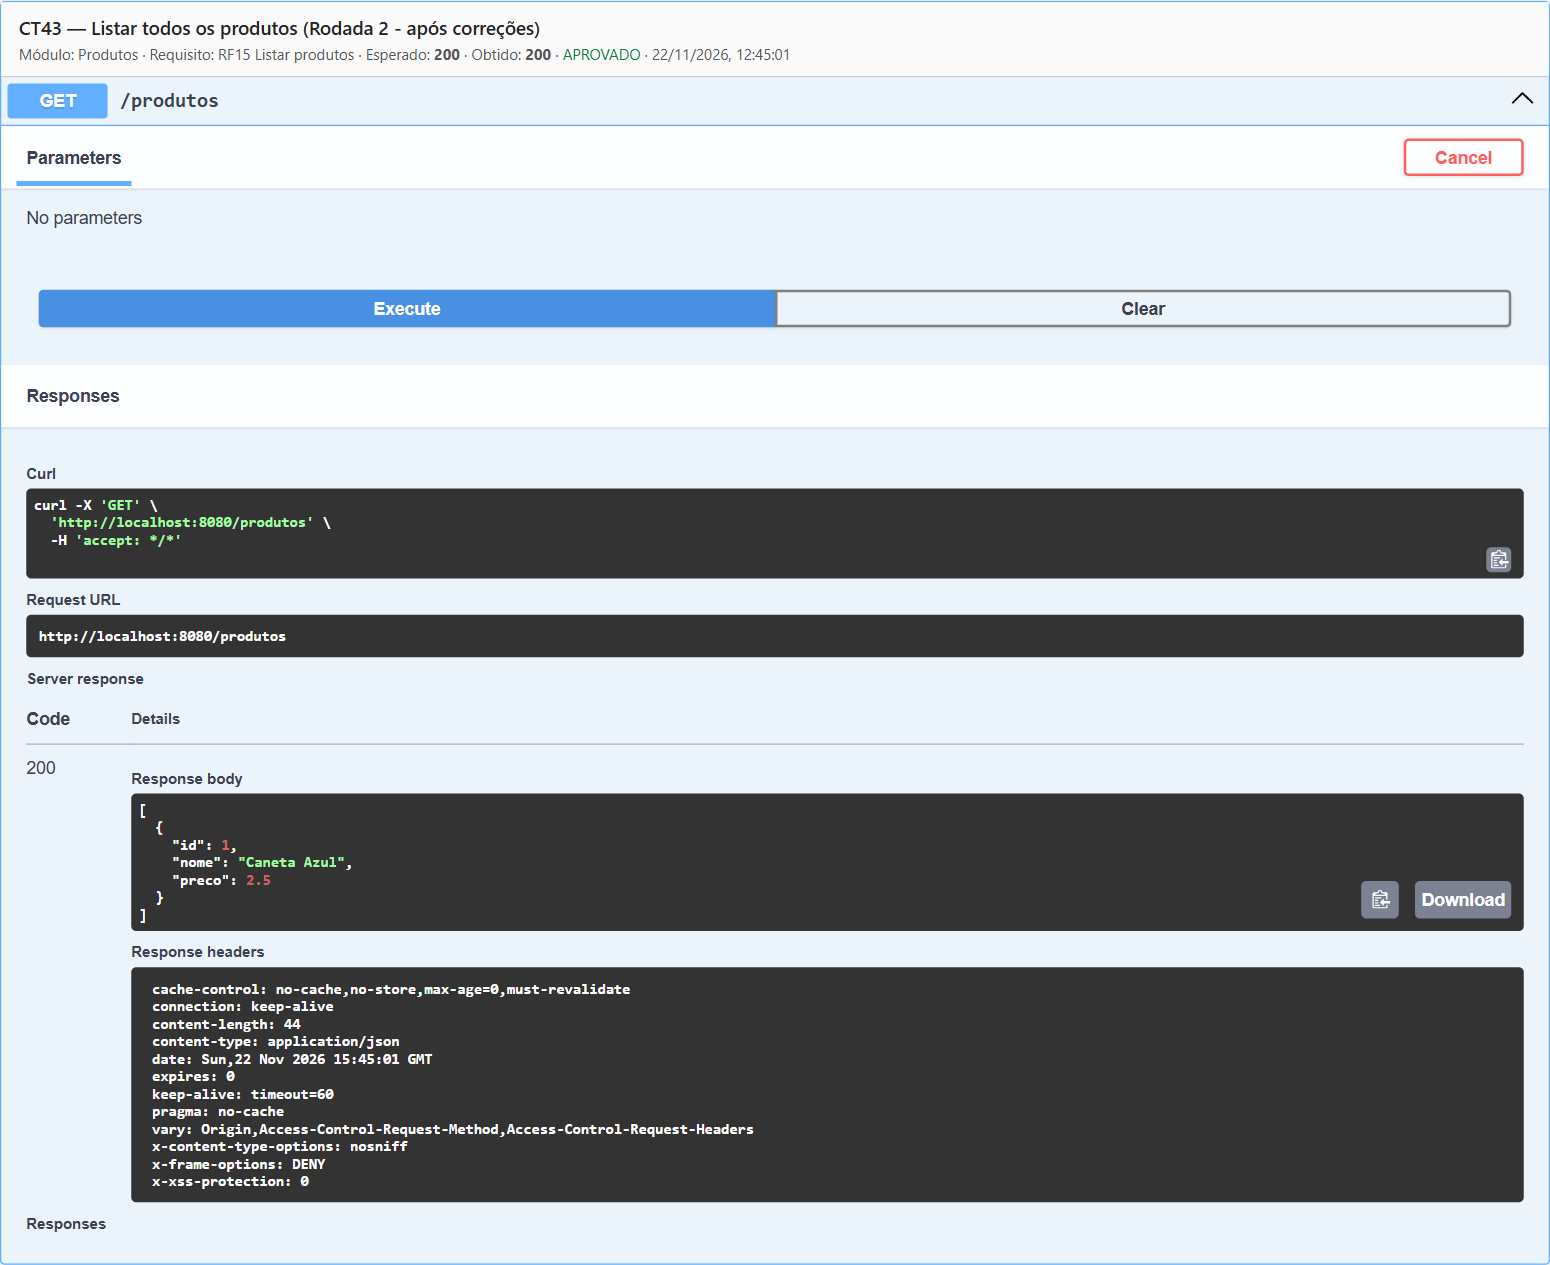 CT43 — Listar todos os produtos (Rodada 2 - após correções)
Módulo: Produtos · Requisito: RF15 Listar produtos · Esperado: 200 · Obtido: 200 · APROVADO · 22/11/2026, 12:45:01
GET /produtos
Parameters
Cancel
No parameters
Execute
Clear
Responses
Curl
curl -X 'GET' \
  'http://localhost:8080/produtos' \
  -H 'accept: */*'
Request URL
http://localhost:8080/produtos
Server response
Code Details
200
Response body
[
  {
    "id": 1,
    "nome": "Caneta Azul",
    "preco": 2.5
  }
]
Download
Response headers
cache-control: no-cache,no-store,max-age=0,must-revalidate
connection: keep-alive
content-length: 44
content-type: application/json
date: Sun,22 Nov 2026 15:45:01 GMT
expires: 0
keep-alive: timeout=60
pragma: no-cache
vary: Origin,Access-Control-Request-Method,Access-Control-Request-Headers
x-content-type-options: nosniff
x-frame-options: DENY
x-xss-protection: 0
Responses